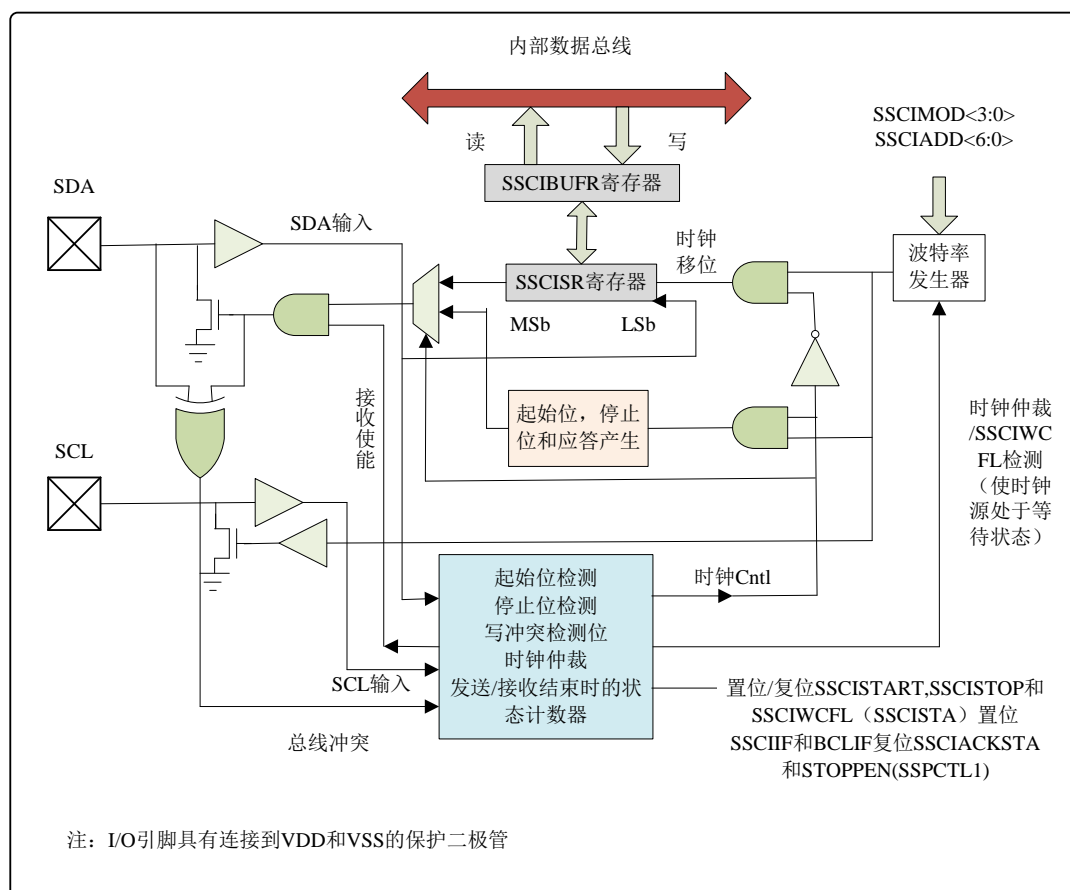 内部数据总线
SSCIMOD<3:0>
SSCIADD<6:0>
读
写
SSCIBUFR寄存器
SDA
SDA输入
时钟
移位
波特率
发生器
SSCISR寄存器
MSb
LSb
接收使能
起始位，停止
位和应答产生
时钟仲裁
/SSCIWC
FL检测
（使时钟
源处于等
待状态）
SCL
起始位检测
停止位检测
写冲突检测位
时钟仲裁
发送/接收结束时的状
态计数器
时钟Cntl
SCL输入
总线冲突
置位/复位SSCISTART,SSCISTOP和
SSCIWCFL（SSCISTA）置位
SSCIIF和BCLIF复位SSCIACKSTA
和STOPPEN(SSPCTL1)
注：I/O引脚具有连接到VDD和VSS的保护二极管